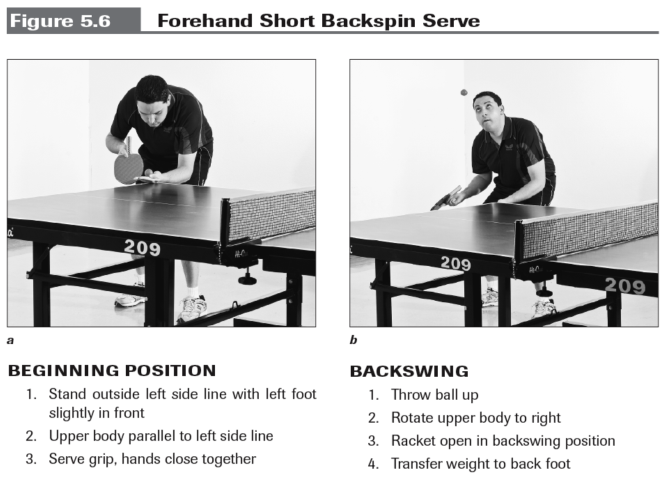 Figure 5.6 Forehand Short Backspin Serve
209
209
209
a
BEGINNING POSITION
1. Stand outside left side line with left foot
slightly in front
2. Upper body parallel to left side line
3. Serve grip, hands close together
b
BACKSWING
1. Throw ball up
2. Rotate upper body to right
3. Racket open in backswing position
4. Transfer weight to back foot